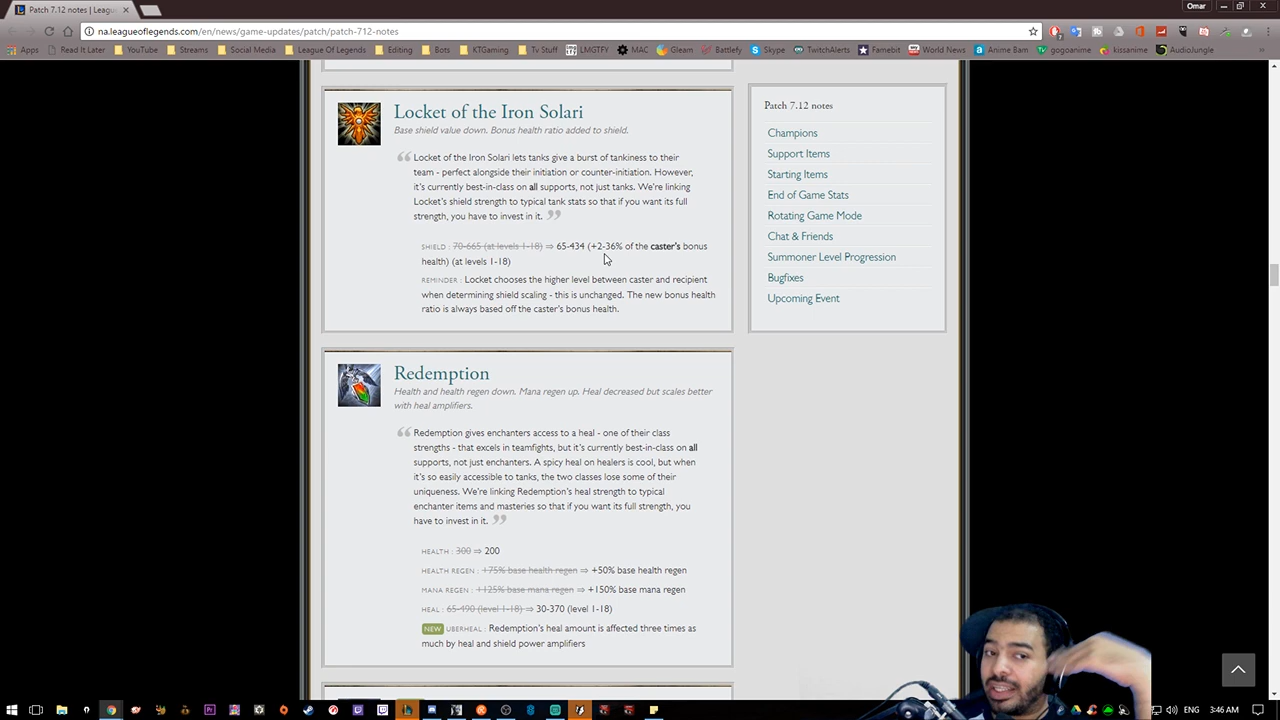 Patch 7.12 notes | Leagu
Omar
na.leagueoflegends.com/en/news/game-updates/patch/patch-712-notes
Apps Read It Later YouTube Streams Social Media League Of Legends Editing Bots KTGaming Tv Stuff LMGTFY MAC Gleam Battlefy Skype TwitchAlerts Famebit World News Anime Bam gogoanime kissanime AudioJungle
Locket of the Iron Solari
Base shield value down. Bonus health ratio added to shield.
Locket of the Iron Solari lets tanks give a burst of tankiness to their
team - perfect alongside their initiation or counter-initiation. However,
it's currently best-in-class on all supports, not just tanks. We're linking
Locket's shield strength to typical tank stats so that if you want its full
strength, you have to invest in it.
SHIELD : 70-665 (at levels 1-18) ⇒ 65-434 (+2-36% of the caster's bonus
health) (at levels 1-18)
REMINDER : Locket chooses the higher level between caster and recipient
when determining shield scaling - this is unchanged. The new bonus health
ratio is always based off the caster's bonus health.
Redemption
Health and health regen down. Mana regen up. Heal decreased but scales better
with heal amplifiers.
Redemption gives enchanters access to a heal - one of their class
strengths - that excels in teamfights, but it's currently best-in-class on all
supports, not just enchanters. A spicy heal on healers is cool, but when
it's so easily accessible to tanks, the two classes lose some of their
uniqueness. We're linking Redemption's heal strength to typical
enchanter items and masteries so that if you want its full strength, you
have to invest in it.
HEALTH : 300 ⇒ 200
HEALTH REGEN : +75% base health regen ⇒ +50% base health regen
MANA REGEN : +125% base mana regen ⇒ +150% base mana regen
HEAL : 65-490 (level 1-18) ⇒ 30-370 (level 1-18)
NEW UBERHEAL : Redemption's heal amount is affected three times as
much by heal and shield power amplifiers
Patch 7.12 notes
Champions
Support Items
Starting Items
End of Game Stats
Rotating Game Mode
Chat & Friends
Summoner Level Progression
Bugfixes
Upcoming Event
3:46 AM